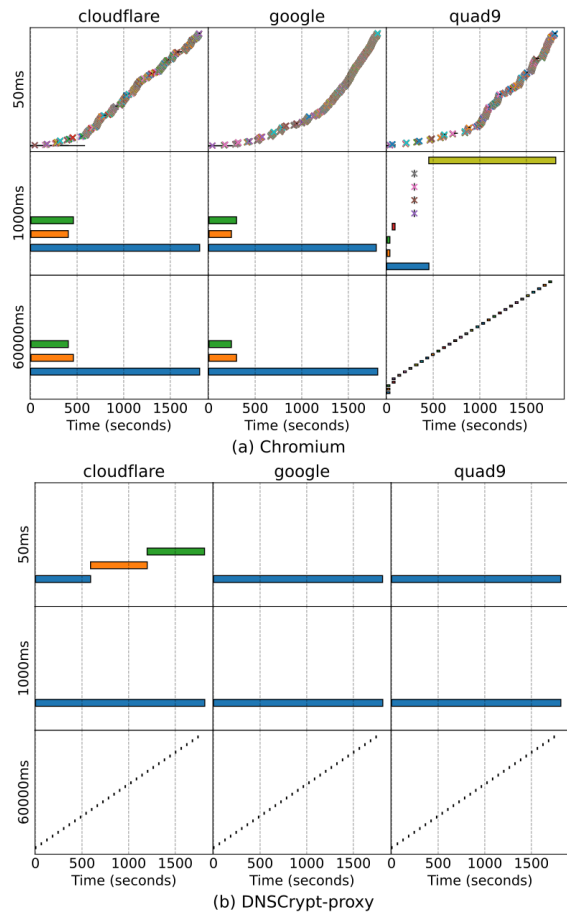 cloudflare google quad9
50ms
1000ms
60000ms
0 500 1000 1500 0 500 1000 1500 0 500 1000 1500
Time (seconds) Time (seconds) Time (seconds)
(a) Chromium
cloudflare google quad9
50ms
1000ms
60000ms
0 500 1000 1500 0 500 1000 1500 0 500 1000 1500
Time (seconds) Time (seconds) Time (seconds)
(b) DNSCrypt-proxy